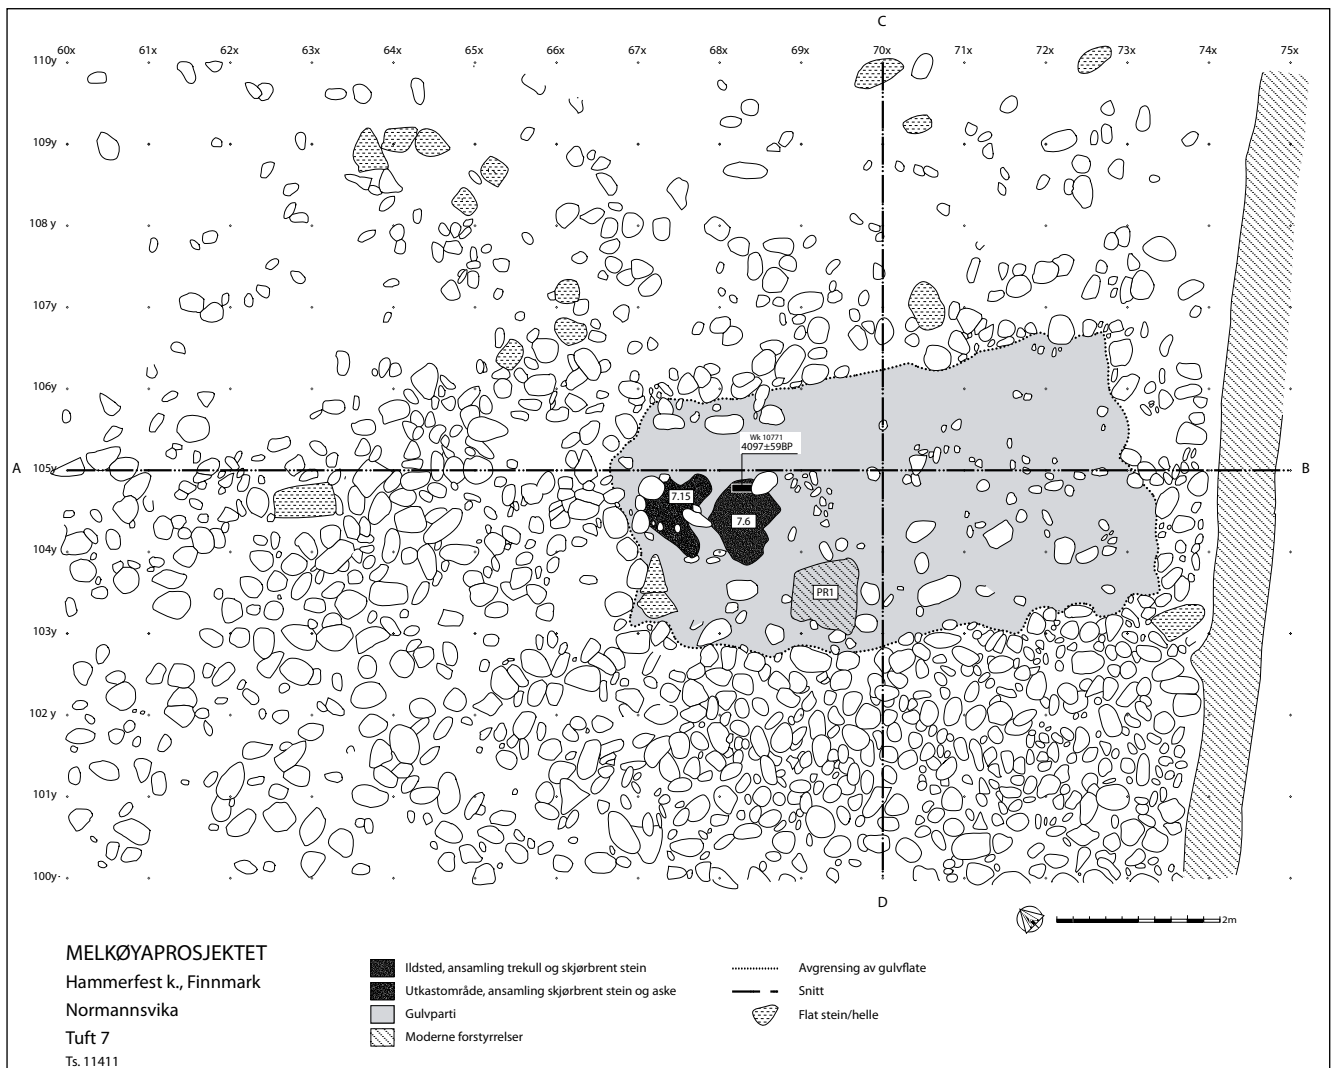 C
60x 61x 62x 63x 64x 65x 66x 67x 68x 69x 70x 71x 72x 73x 74x 75x
110y
109y
108 y
107y
106y
Wk 10771
4097±59BP
A 105y B
7.15
7.6
104y
PR1
103y
102 y
101y
100y
D
2m
MELKØYAPROSJEKTET
Hammerfest k., Finnmark
Normannsvika
Tuft 7
Ts. 11411
Ildsted, ansamling trekull og skjørbrent stein
Utkastområde, ansamling skjørbrent stein og aske
Gulvparti
Moderne forstyrrelser
Avgrensing av gulvflate
Snitt
Flat stein/helle